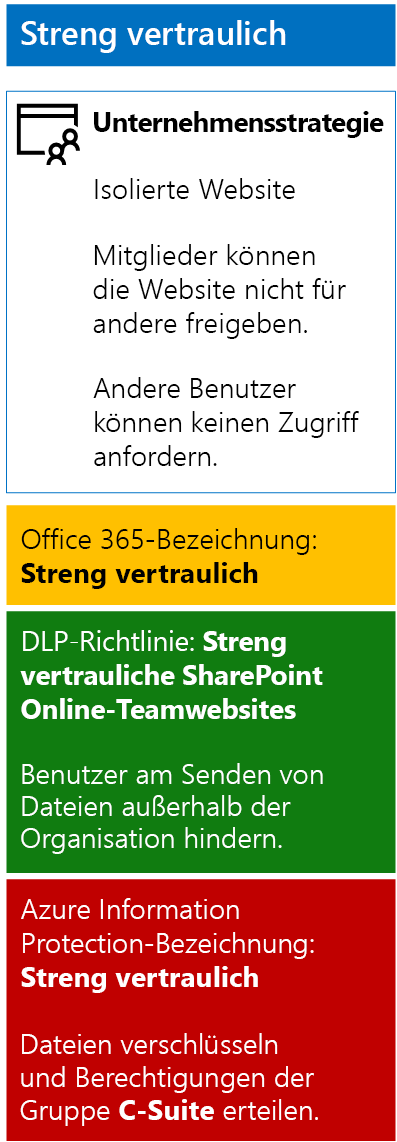 Streng vertraulich
Unternehmensstrategie
Isolierte Website
Mitglieder können
die Website nicht für
andere freigeben.
Andere Benutzer
können keinen Zugriff
anfordern.
Office 365-Bezeichnung:
Streng vertraulich
DLP-Richtlinie: Streng
vertrauliche SharePoint
Online-Teamwebsites
Benutzer am Senden von
Dateien außerhalb der
Organisation hindern.
Azure Information
Protection-Bezeichnung:
Streng vertraulich
Dateien verschlüsseln
und Berechtigungen der
Gruppe C-Suite erteilen.